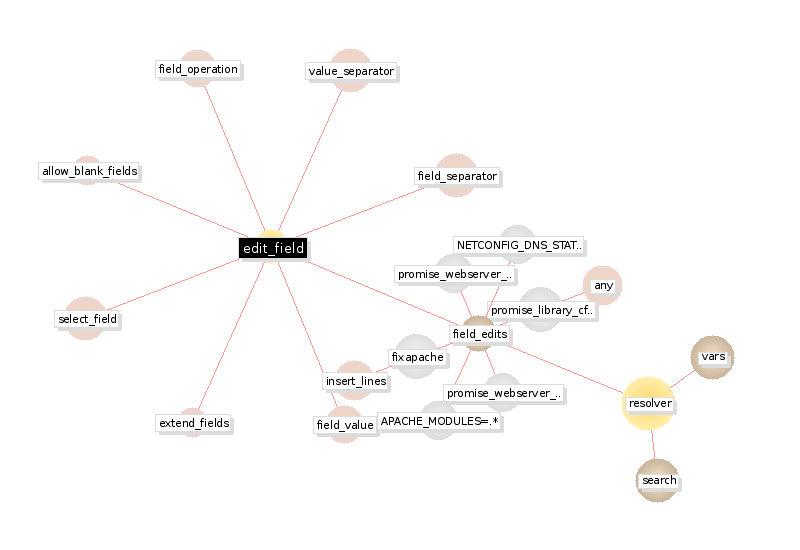 field_operation
value_separator
allow_blank_fields
field_separator
edit_field
NETCONFIG_DNS_STAT..
promise_webserver_..
any
promise_library_cf..
select_field
field_edits
fixapache
vars
insert_lines
promise_webserver_..
resolver
extend_fields
field_value
APACHE_MODULES=.*
search